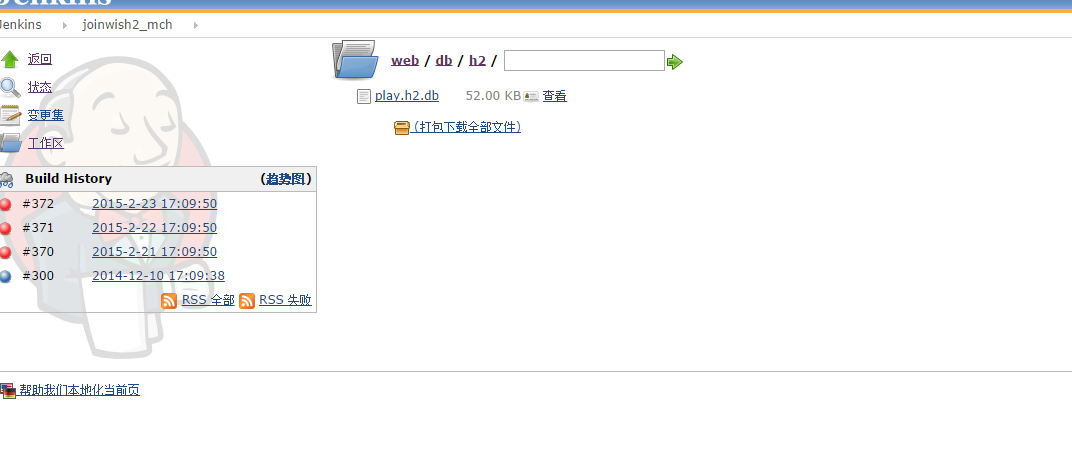 Jenkins
Jenkins joinwish2_mch
返回
状态
变更集
工作区
web / db / h2 /
play.h2.db 52.00 KB 查看
(打包下载全部文件)
Build History (趋势图)
#372 2015-2-23 17:09:50
#371 2015-2-22 17:09:50
#370 2015-2-21 17:09:50
#300 2014-12-10 17:09:38
RSS 全部 RSS 失败
帮助我们本地化当前页